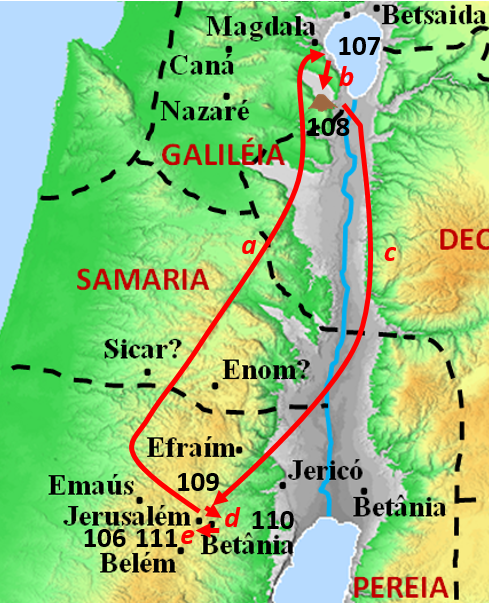 Betsaida
Magdala
107
Caná
b
Nazaré
108
GALILÉIA
a
c
DEC
SAMARIA
Sicar?
Enom?
Efraím
Jericó
109
Emaús
Betânia
Jerusalém
d
110
106 111
e
Betânia
Belém
PEREIA